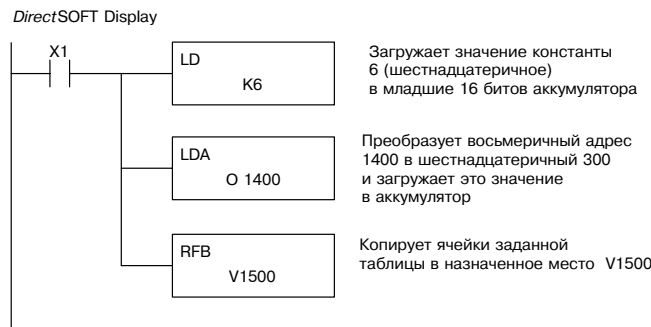 DirectSOFT Display
X1
LD
K6
Загружает значение константы
6 (шестнадцатеричное)
в младшие 16 битов аккумулятора
LDA
O 1400
Преобразует восьмеричный адрес
1400 в шестнадцатеричный 300
и загружает это значение
в аккумулятор
RFB
V1500
Копирует ячейки заданной
таблицы в назначенное место V1500